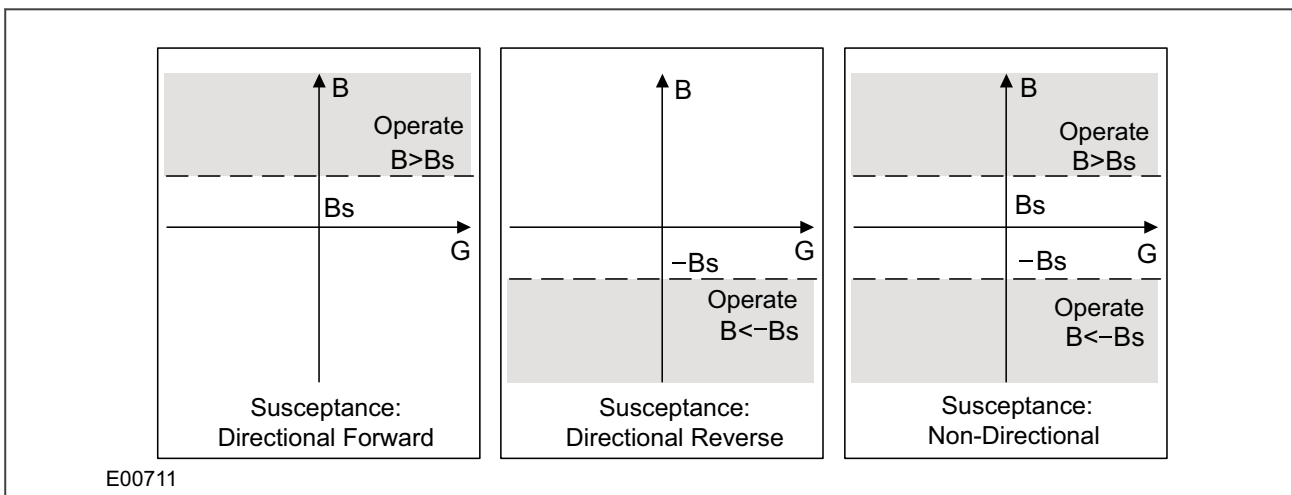 B
Operate
B>Bs
Bs
G
Susceptance:
Directional Forward
B
G
−Bs
Operate
B<−Bs
Susceptance:
Directional Reverse
B
Operate
B>Bs
Bs
G
−Bs
Operate
B<−Bs
Susceptance:
Non-Directional
E00711